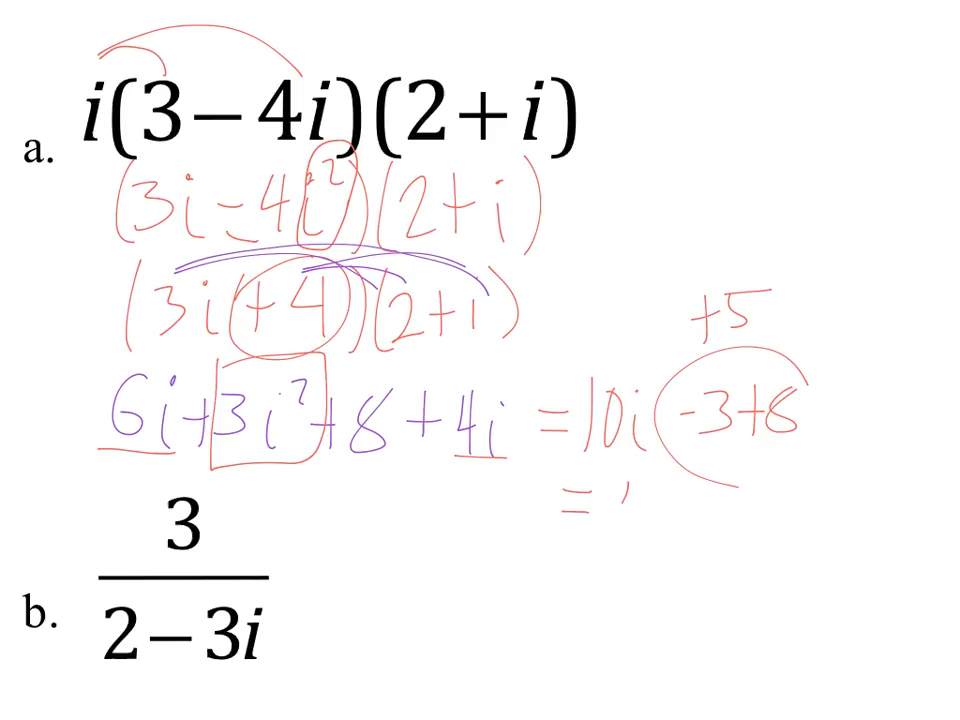 a. i(3−4i)(2+i)
(3i−4i²)(2+i)
(3i+4)(2+i)
+5
6i+3i²+8+4i =10i −3+8
=
b. 3
2−3i